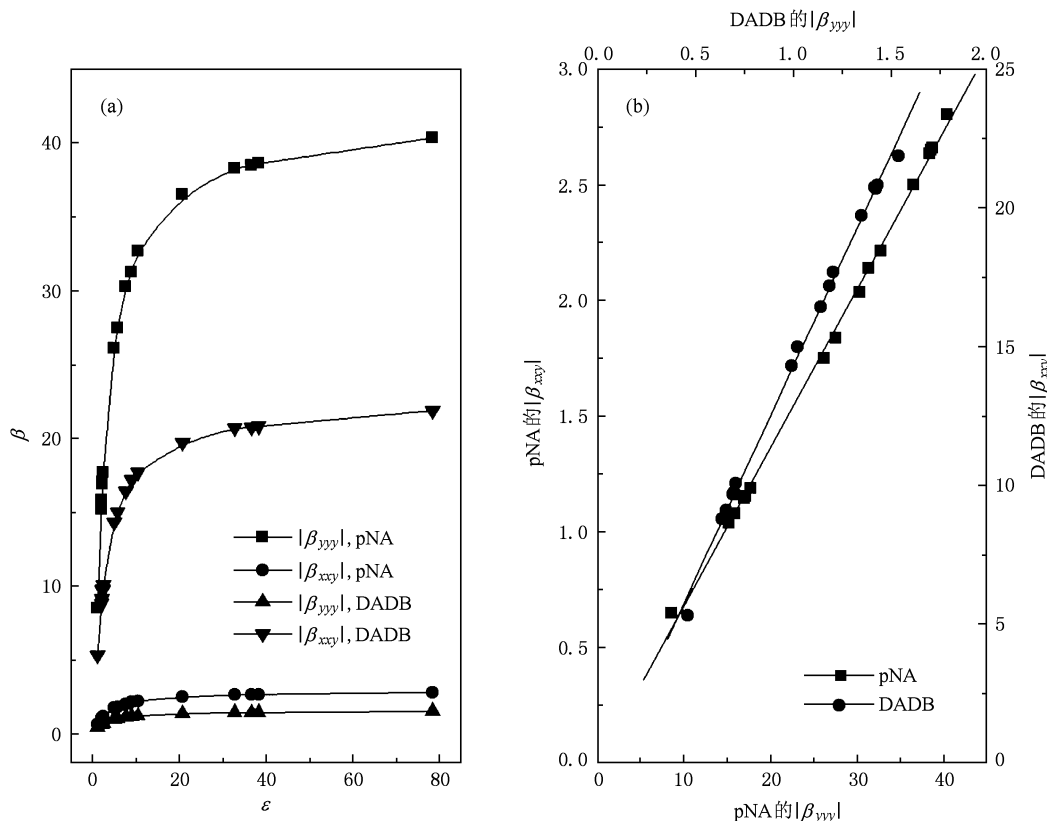 (a)
β
40
30
20
10
0
0 20 40 60 80
ε
|βyyy|, pNA
|βxxy|, pNA
|βyyy|, DADB
|βxxy|, DADB
DADB的|βyyy|
0.0 0.5 1.0 1.5 2.0
(b)
pNA的|βxxy|
3.0
2.5
2.0
1.5
1.0
0.5
0.0
25
20
15
10
5
0
DADB的|βxxy|
pNA
DADB
0 10 20 30 40
pNA的|βyyy|